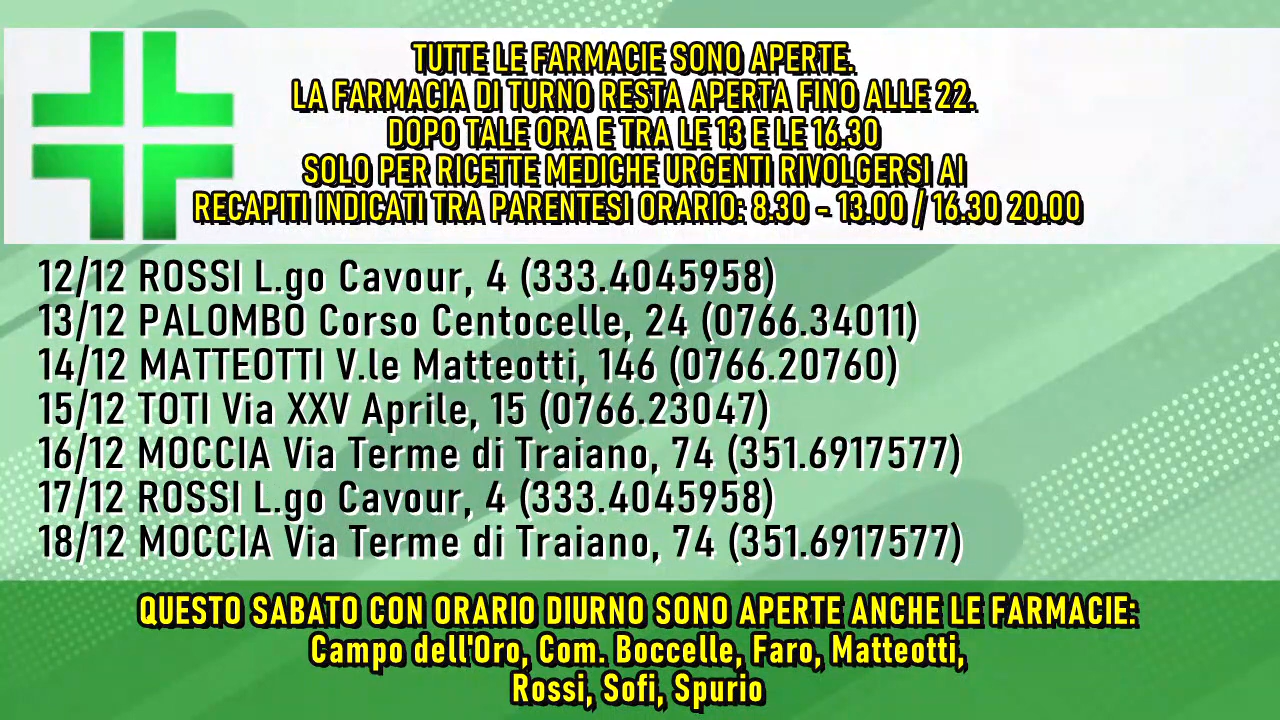 TUTTE LE FARMACIE SONO APERTE.
LA FARMACIA DI TURNO RESTA APERTA FINO ALLE 22.
DOPO TALE ORA E TRA LE 13 E LE 16.30
SOLO PER RICETTE MEDICHE URGENTI RIVOLGERSI AI
RECAPITI INDICATI TRA PARENTESI ORARIO: 8.30 - 13.00 / 16.30 20.00
12/12 ROSSI L.go Cavour, 4 (333.4045958)
13/12 PALOMBO Corso Centocelle, 24 (0766.34011)
14/12 MATTEOTTI V.le Matteotti, 146 (0766.20760)
15/12 TOTI Via XXV Aprile, 15 (0766.23047)
16/12 MOCCIA Via Terme di Traiano, 74 (351.6917577)
17/12 ROSSI L.go Cavour, 4 (333.4045958)
18/12 MOCCIA Via Terme di Traiano, 74 (351.6917577)
QUESTO SABATO CON ORARIO DIURNO SONO APERTE ANCHE LE FARMACIE:
Campo dell'Oro, Com. Boccelle, Faro, Matteotti,
Rossi, Sofi, Spurio